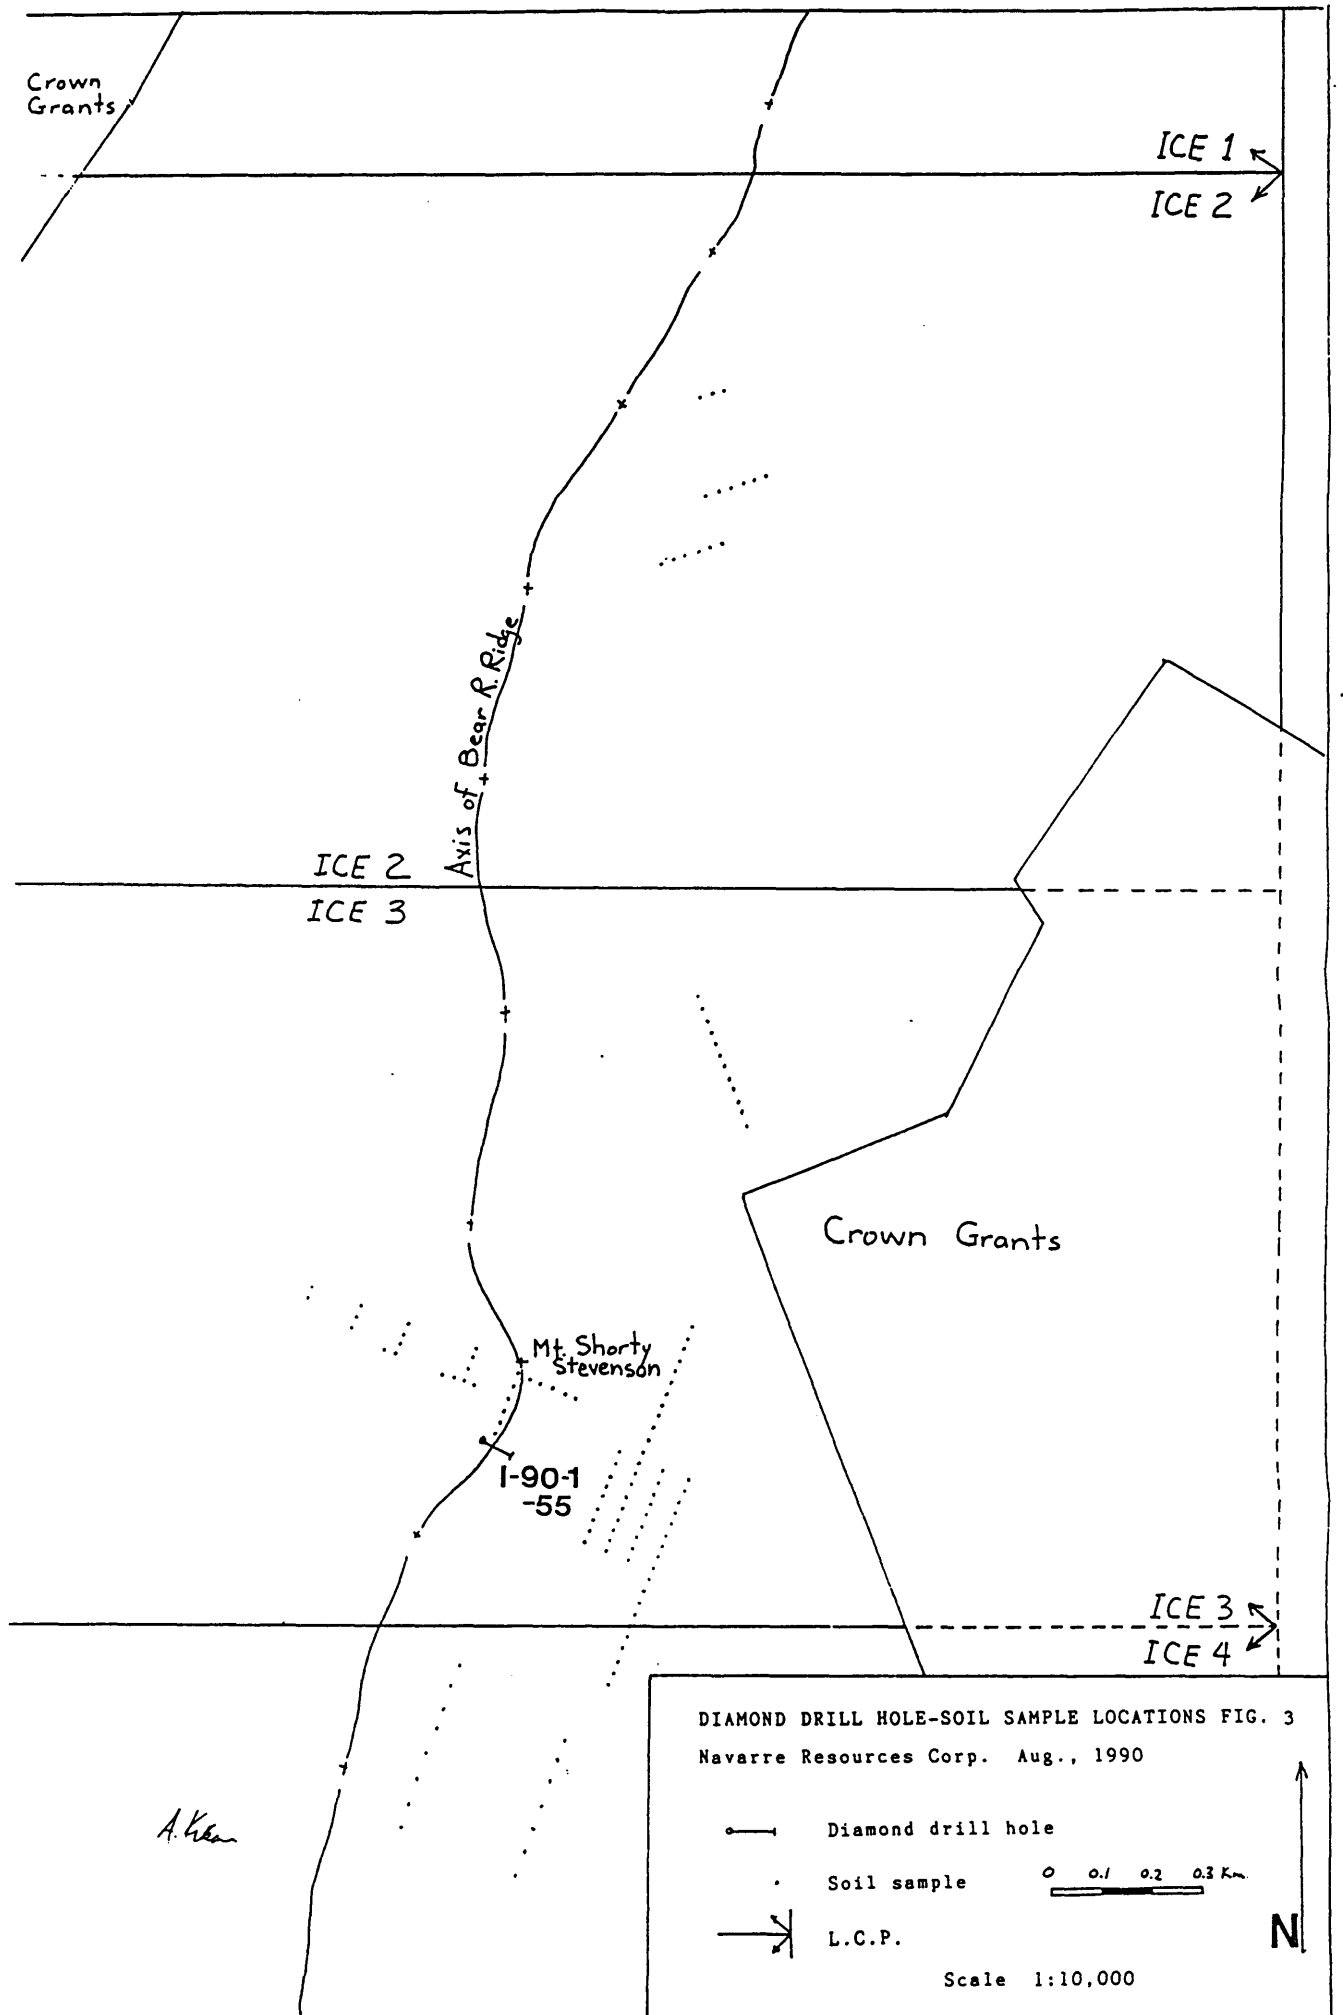 Crown
Grants
ICE 1
ICE 2
Axis of Bear R. Ridge
ICE 2
ICE 3
Crown Grants
Mt. Shorty
Stevenson
I-90-1
-55
ICE 3
ICE 4
DIAMOND DRILL HOLE-SOIL SAMPLE LOCATIONS FIG. 3
Navarre Resources Corp. Aug., 1990
Diamond drill hole
Soil sample
0 0.1 0.2 0.3 Km.
L.C.P.
N
Scale 1:10,000